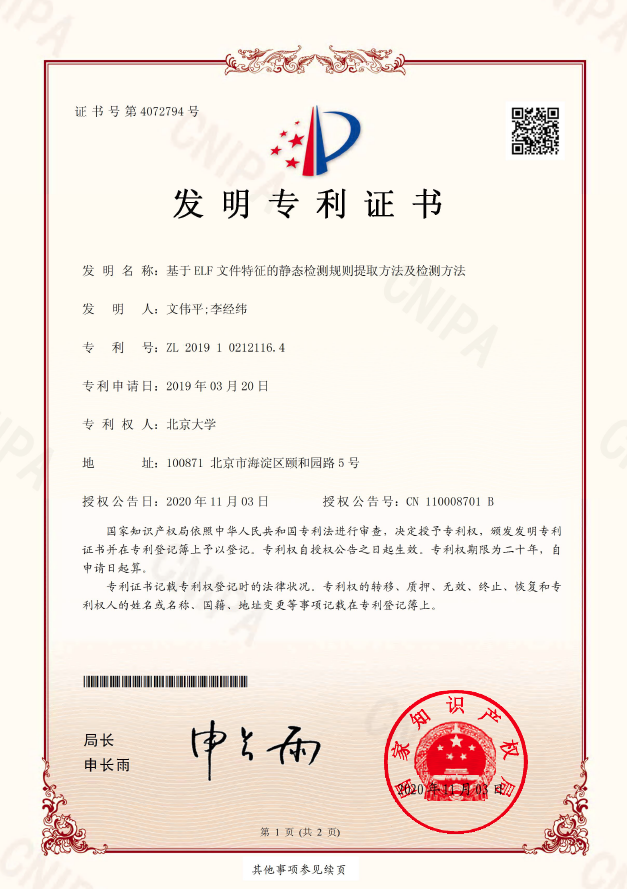 证书号第4072794号
发明专利证书
发明名称：基于ELF文件特征的静态检测规则提取方法及检测方法
发明人：文伟平;李经纬
专利号：ZL 2019 1 0212116.4
专利申请日：2019年03月20日
专利权人：北京大学
地址：100871 北京市海淀区颐和园路5号
授权公告日：2020年11月03日 授权公告号：CN 110008701 B
国家知识产权局依照中华人民共和国专利法进行审查，决定授予专利权，颁发发明专利
证书并在专利登记簿上予以登记。专利权自授权公告之日起生效。专利权期限为二十年，自
申请日起算。
专利证书记载专利权登记时的法律状况。专利权的转移、质押、无效、终止、恢复和专
利权人的姓名或名称、国籍、地址变更等事项记载在专利登记簿上。
局长
申长雨
申长雨
国家知识产权局
2020年11月03日
第 1 页 (共 2 页)
其他事项参见续页
CNIPA
CNIPA
CNIPA
CNIPA
CNIPA